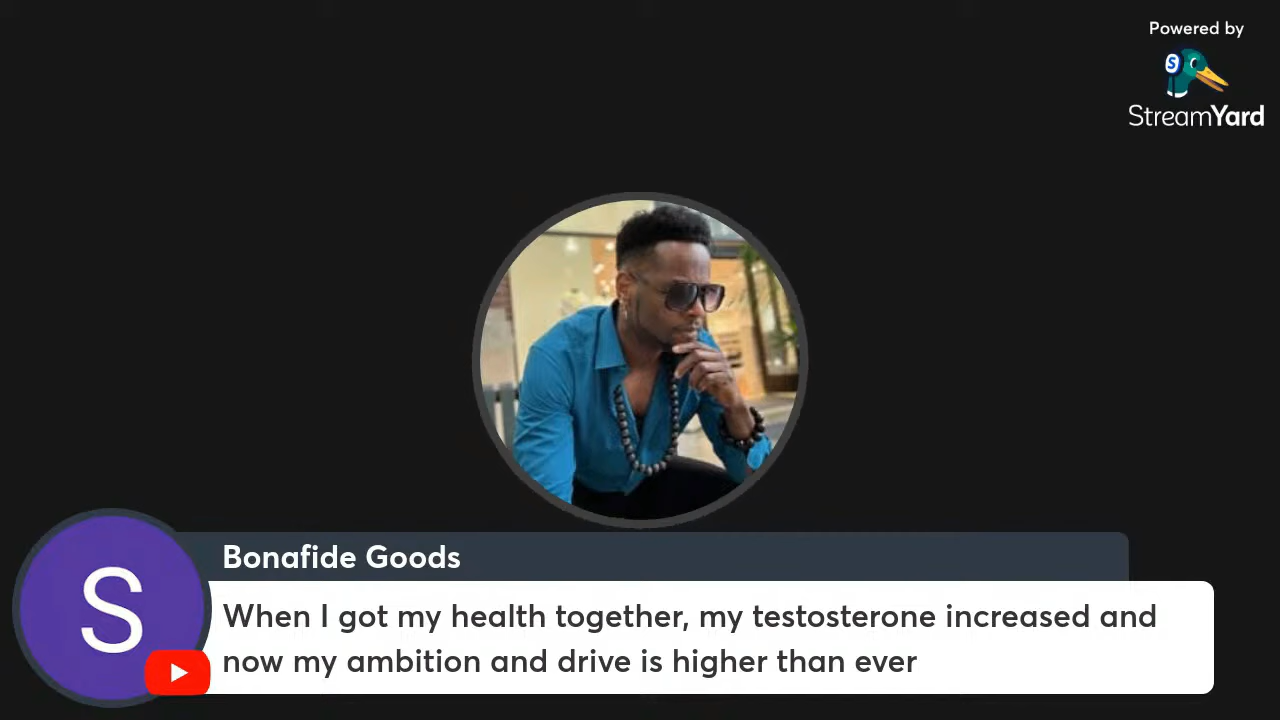 Powered by
S
StreamYard
Bonafide Goods
S
When I got my health together, my testosterone increased and
now my ambition and drive is higher than ever